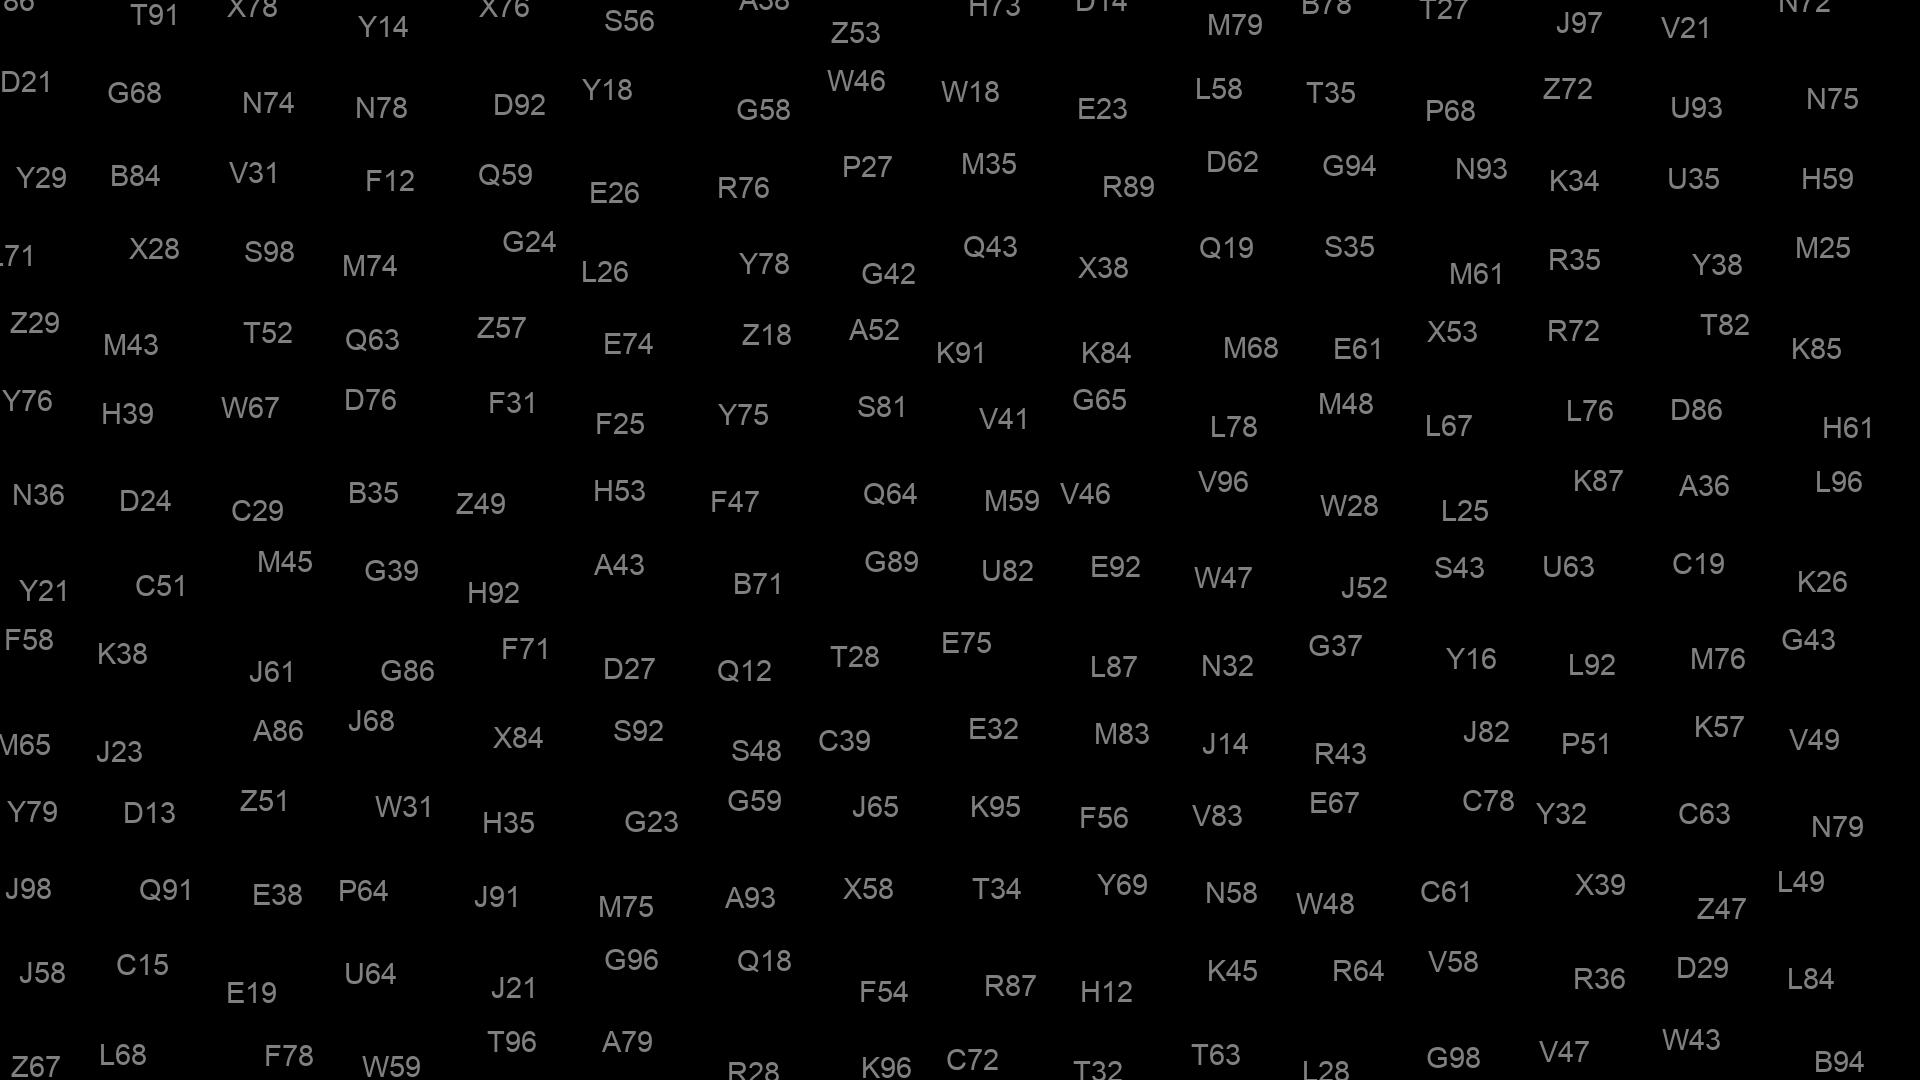 86 T91 X78 Y14 X76 S56 A38 Z53 H73 D14 M79 B78 T27 J97 V21 N72
D21 G68 N74 N78 D92 Y18 G58 W46 W18 E23 L58 T35 P68 Z72 U93 N75
Y29 B84 V31 F12 Q59 E26 R76 P27 M35 R89 D62 G94 N93 K34 U35 H59
71 X28 S98 M74 G24 L26 Y78 G42 Q43 X38 Q19 S35 M61 R35 Y38 M25
Z29 M43 T52 Q63 Z57 E74 Z18 A52 K91 K84 M68 E61 X53 R72 T82 K85
Y76 H39 W67 D76 F31 F25 Y75 S81 V41 G65 L78 M48 L67 L76 D86 H61
N36 D24 C29 B35 Z49 H53 F47 Q64 M59 V46 V96 W28 L25 K87 A36 L96
Y21 C51 M45 G39 H92 A43 B71 G89 U82 E92 W47 J52 S43 U63 C19 K26
F58 K38 J61 G86 F71 D27 Q12 T28 E75 L87 N32 G37 Y16 L92 M76 G43
M65 J23 A86 J68 X84 S92 S48 C39 E32 M83 J14 R43 J82 P51 K57 V49
Y79 D13 Z51 W31 H35 G23 G59 J65 K95 F56 V83 E67 C78 Y32 C63 N79
J98 Q91 E38 P64 J91 M75 A93 X58 T34 Y69 N58 W48 C61 X39 Z47 L49
J58 C15 E19 U64 J21 G96 Q18 F54 R87 H12 K45 R64 V58 R36 D29 L84
Z67 L68 F78 W59 T96 A79 R28 K96 C72 T32 T63 L28 G98 V47 W43 B94